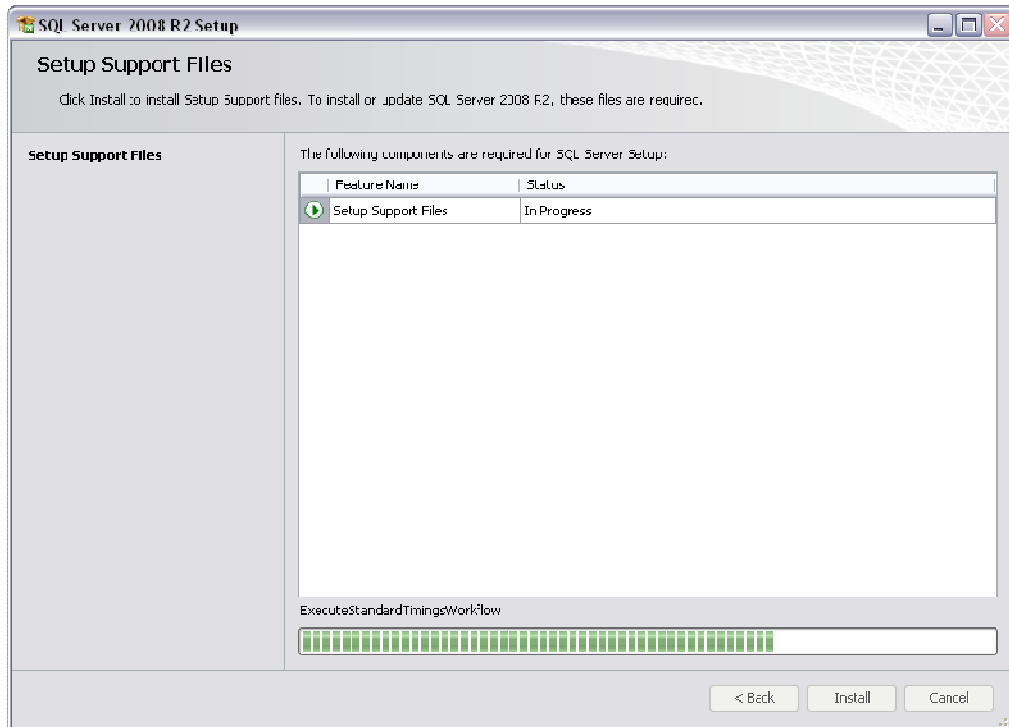 SQL Server 2008 R2 Setup
Setup Support Files
Click Install to install Setup Support files. To install or update SQL Server 2008 R2, these files are required.
Setup Support Files
The following components are required for SQL Server Setup:
Feature Name Status
Setup Support Files In Progress
ExecuteStandardTimingsWorkflow
< Back Install Cancel